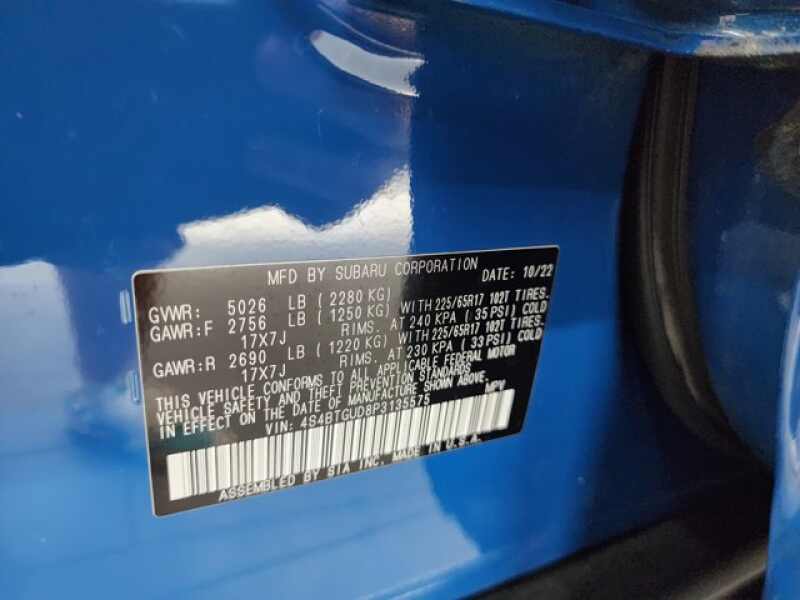 MFD BY SUBARU CORPORATION DATE: 10/22
GVWR: 5026 LB (2280 KG)
GAWR:F 2756 LB (1250 KG) WITH 225/65R17 102T TIRES.
17X7J RIMS. AT 240 KPA (35 PSI) COLD
GAWR:R 2690 LB (1220 KG) WITH 225/65R17 102T TIRES.
17X7J RIMS. AT 230 KPA (33 PSI) COLD
THIS VEHICLE CONFORMS TO ALL APPLICABLE FEDERAL MOTOR
VEHICLE SAFETY AND THEFT PREVENTION STANDARDS
IN EFFECT ON THE DATE OF MANUFACTURE SHOWN ABOVE.
VIN: 4S4BTGUD8P3135575 MPV
ASSEMBLED BY SIA INC, MADE IN U.S.A.